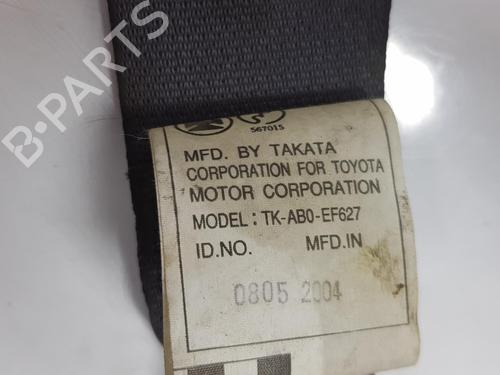 567015
MFD. BY TAKATA
CORPORATION FOR TOYOTA
MOTOR CORPORATION
MODEL: TK-AB0-EF627
ID.NO. MFD.IN
0805 2004
B-PARTS